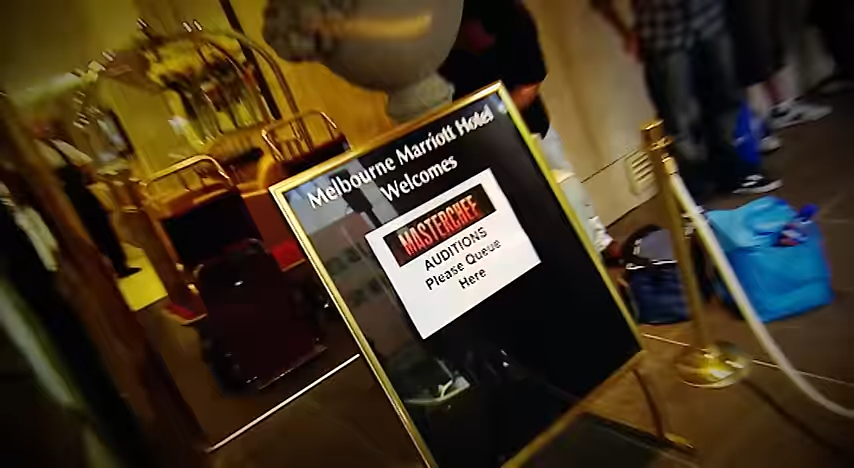 Melbourne Marriott Hotel
Welcomes
MASTERCHEF
AUDITIONS
Please Queue
Here